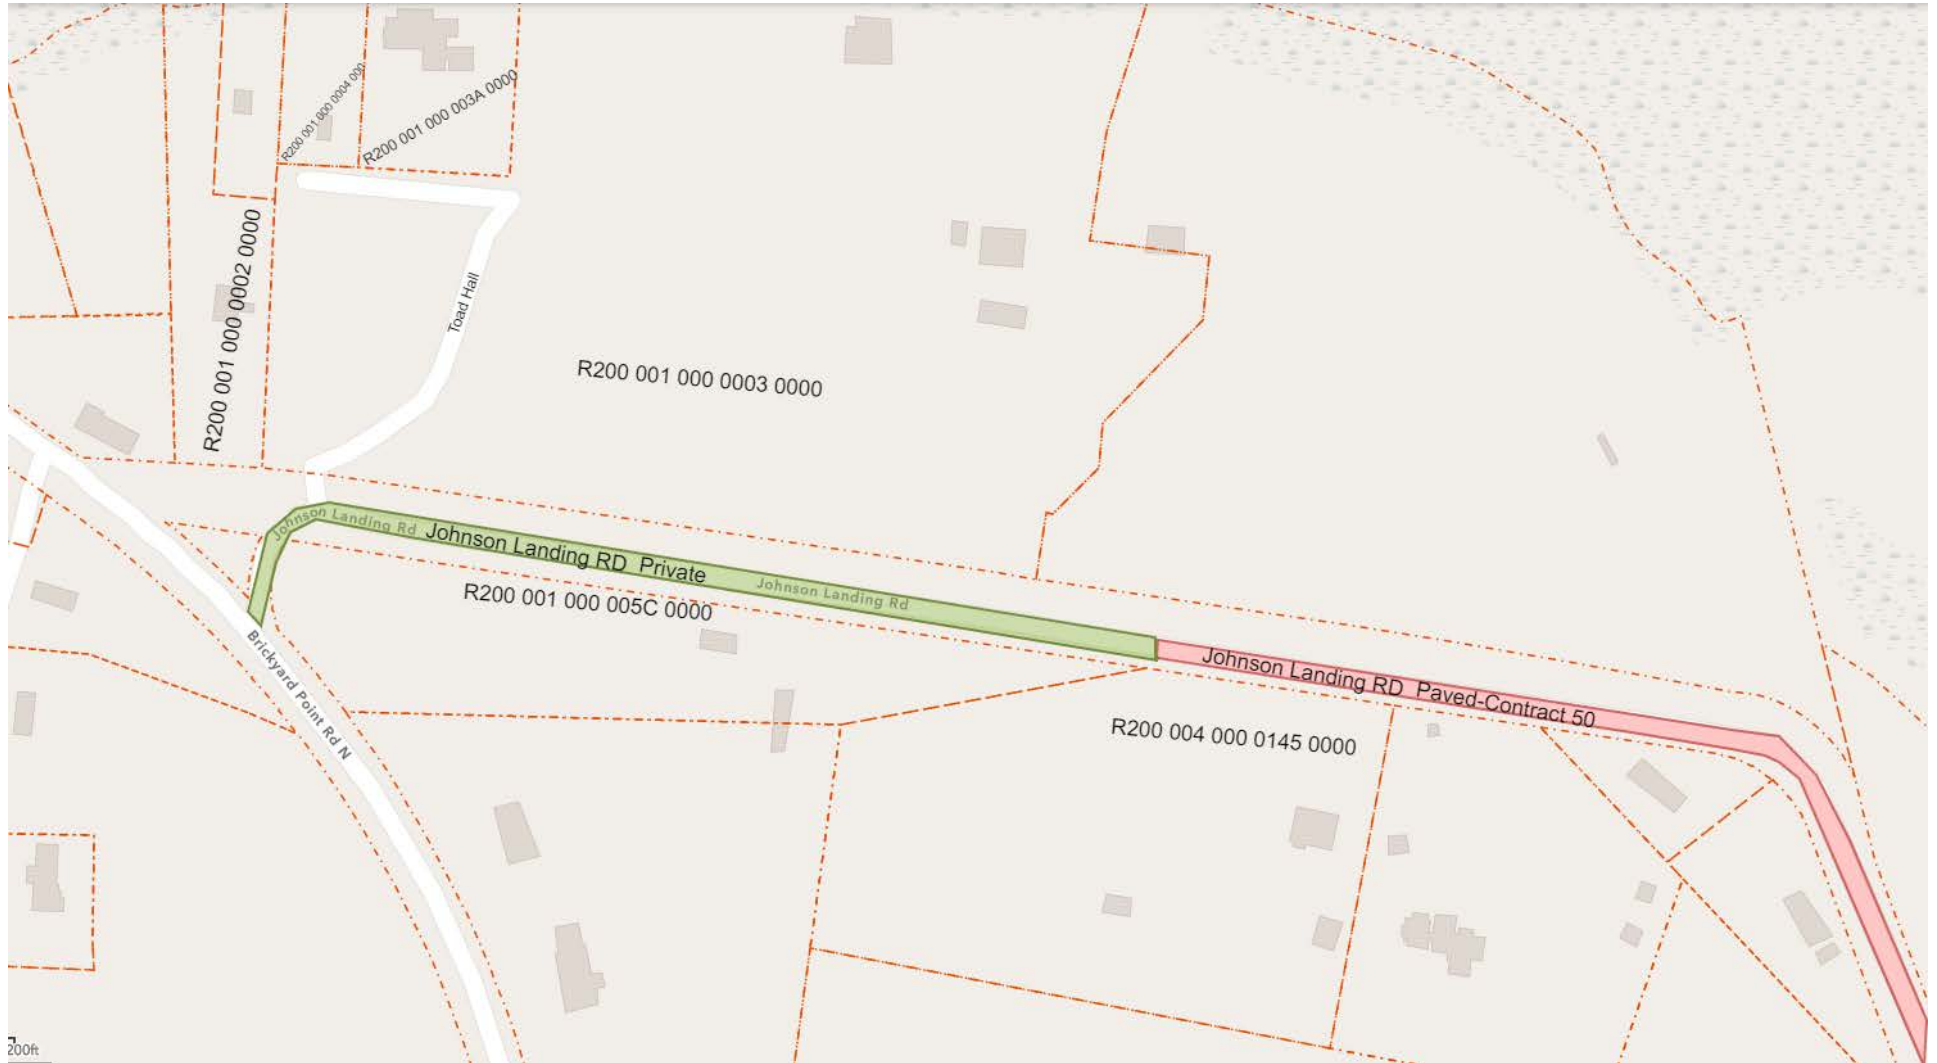 R200 001 000 0004 000
R200 001 000 003A 0000
R200 001 000 0002 0000
Toad Hall
R200 001 000 0003 0000
Johnson Landing Rd
Johnson Landing RD Private
Johnson Landing Rd
R200 001 000 005C 0000
Brickyard Point Rd N
Johnson Landing RD Paved-Contract 50
R200 004 000 0145 0000
200ft